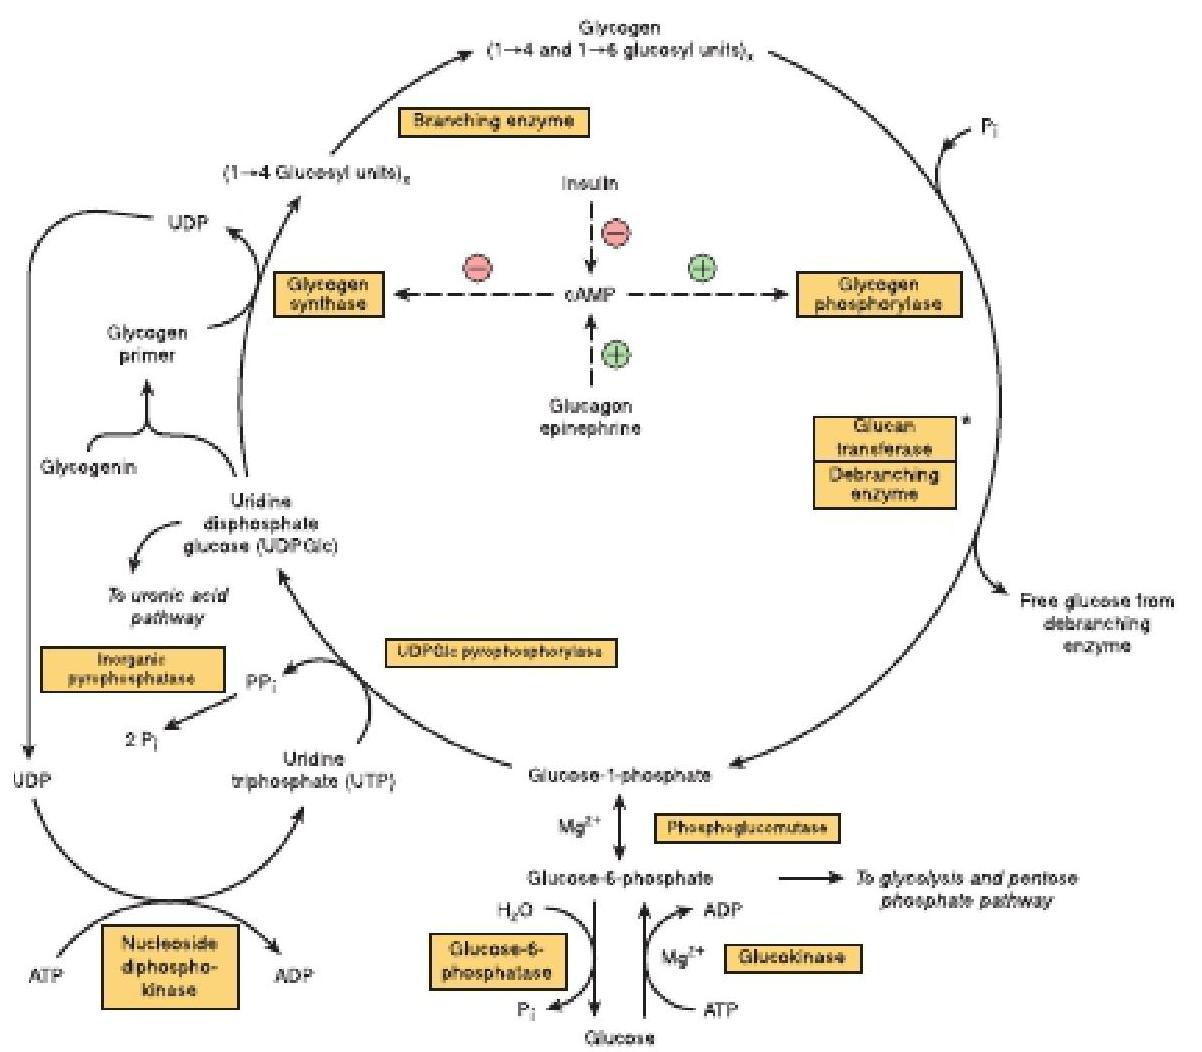 Glycogen
(1→4 and 1→6 glucosyl units)x
Branching enzyme
Pi
(1→4 Glucosyl units)x
Insulin
UDP
−
−
+
Glycogen
synthase
cAMP
Glycogen
phosphorylase
Glycogen
primer
+
Glucagon
epinephrine
Glucan
transferase
*
Debranching
enzyme
Glycogenin
Uridine
disphosphate
glucose (UDPGlc)
To uronic acid
pathway
Free glucose from
debranching
enzyme
Inorganic
pyrophosphatase
UDPGlc pyrophosphorylase
PPi
2 Pi
Uridine
triphosphate (UTP)
UDP
Glucose-1-phosphate
Mg2+
Phosphoglucomutase
Glucose-6-phosphate
To glycolysis and pentose
phosphate pathway
H2O
ADP
Nucleoside
diphospho-
kinase
Glucose-6-
phosphatase
Mg2+
Glucokinase
ATP
ADP
Pi
ATP
Glucose